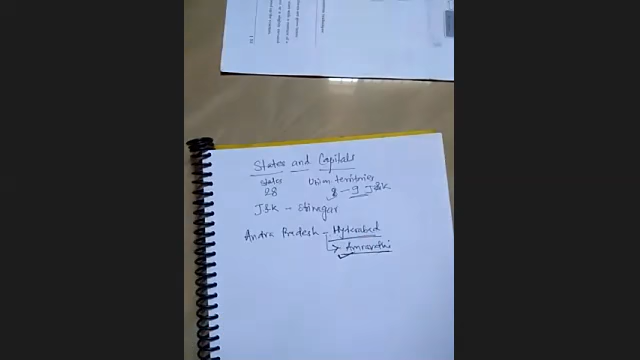 States and Capitals
States Union territories
28 8 - 9 J&K
J&K - Srinagar
Andra Pradesh - Hyderabad
→ Amravathi